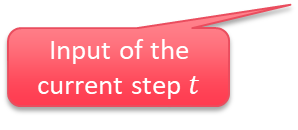 Input of the
current step t